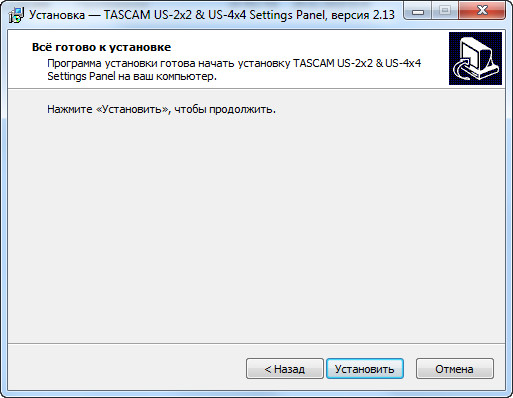 Установка — TASCAM US-2x2 & US-4x4 Settings Panel, версия 2.13
Всё готово к установке
Программа установки готова начать установку TASCAM US-2x2 & US-4x4
Settings Panel на ваш компьютер.
Нажмите «Установить», чтобы продолжить.
< Назад
Установить
Отмена